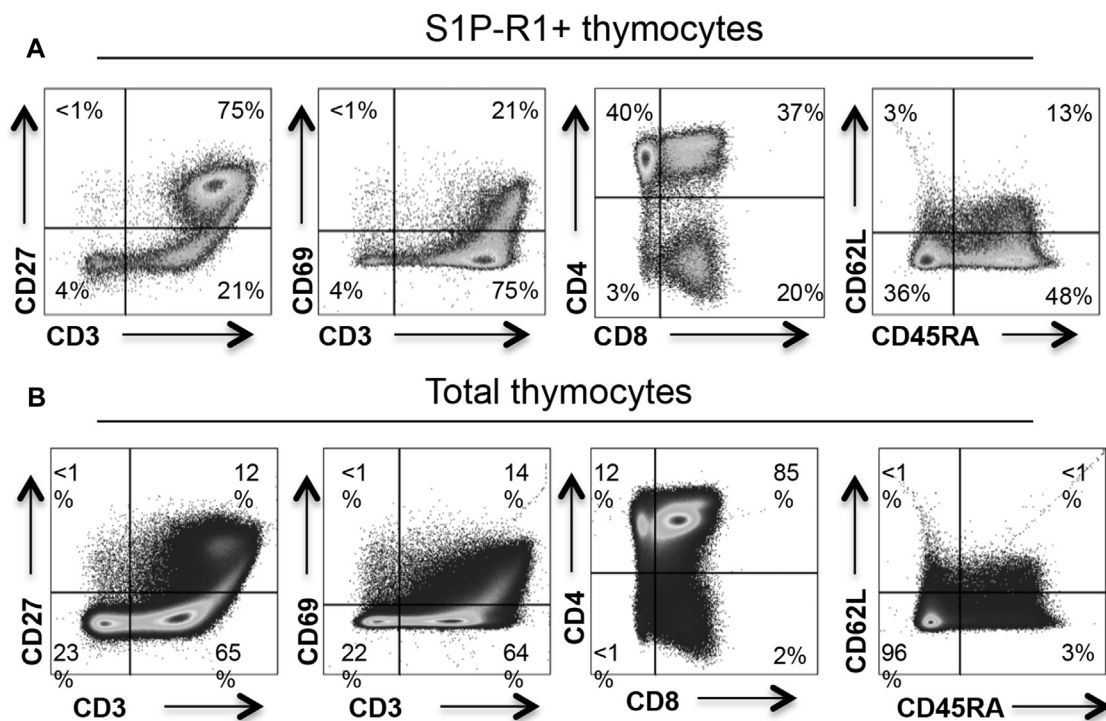 S1P-R1+ thymocytes
A
<1% 75%
4% 21%
CD27
CD3
<1% 21%
4% 75%
CD69
CD3
40% 37%
3% 20%
CD4
CD8
3% 13%
36% 48%
CD62L
CD45RA
Total thymocytes
B
<1 12
% %
23 65
% %
CD27
CD3
<1 14
% %
22 64
% %
CD69
CD3
12 85
% %
<1 2%
%
CD4
CD8
<1 <1
% %
96 3%
%
CD62L
CD45RA